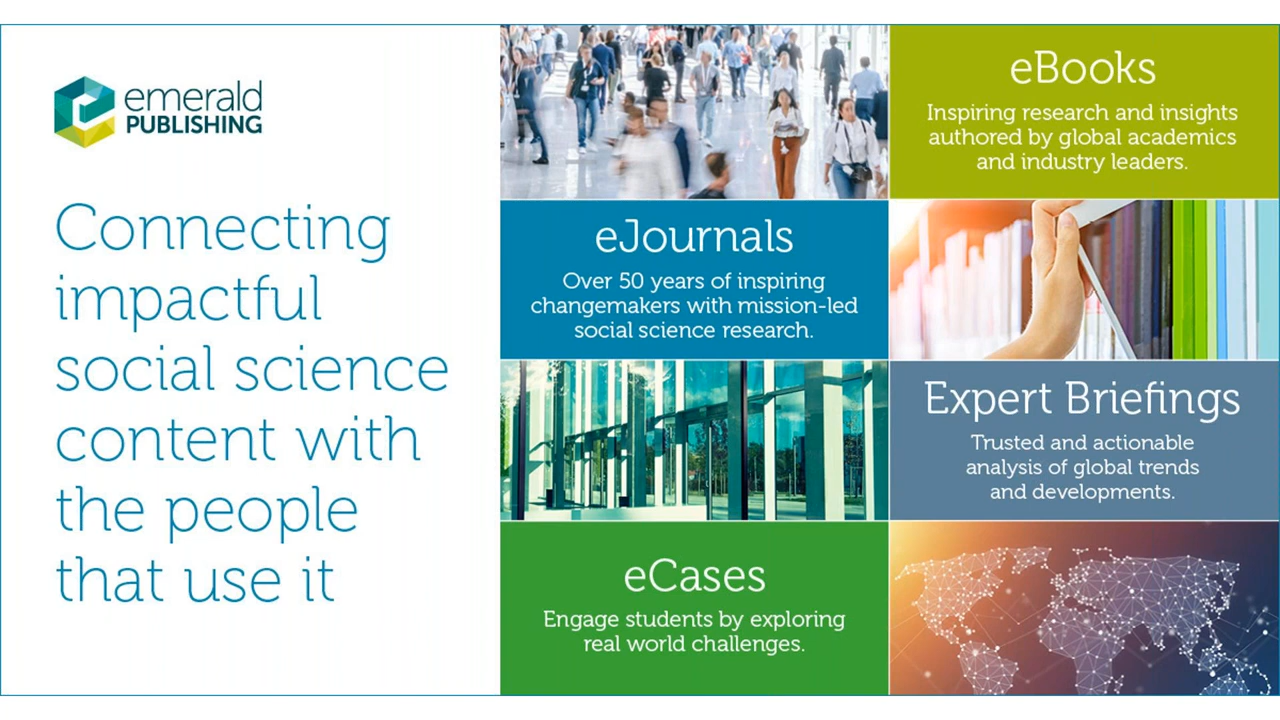 emerald
PUBLISHING
Connecting
impactful
social science
content with
the people
that use it
eBooks
Inspiring research and insights
authored by global academics
and industry leaders.
eJournals
Over 50 years of inspiring
changemakers with mission-led
social science research.
Expert Briefings
Trusted and actionable
analysis of global trends
and developments.
eCases
Engage students by exploring
real world challenges.